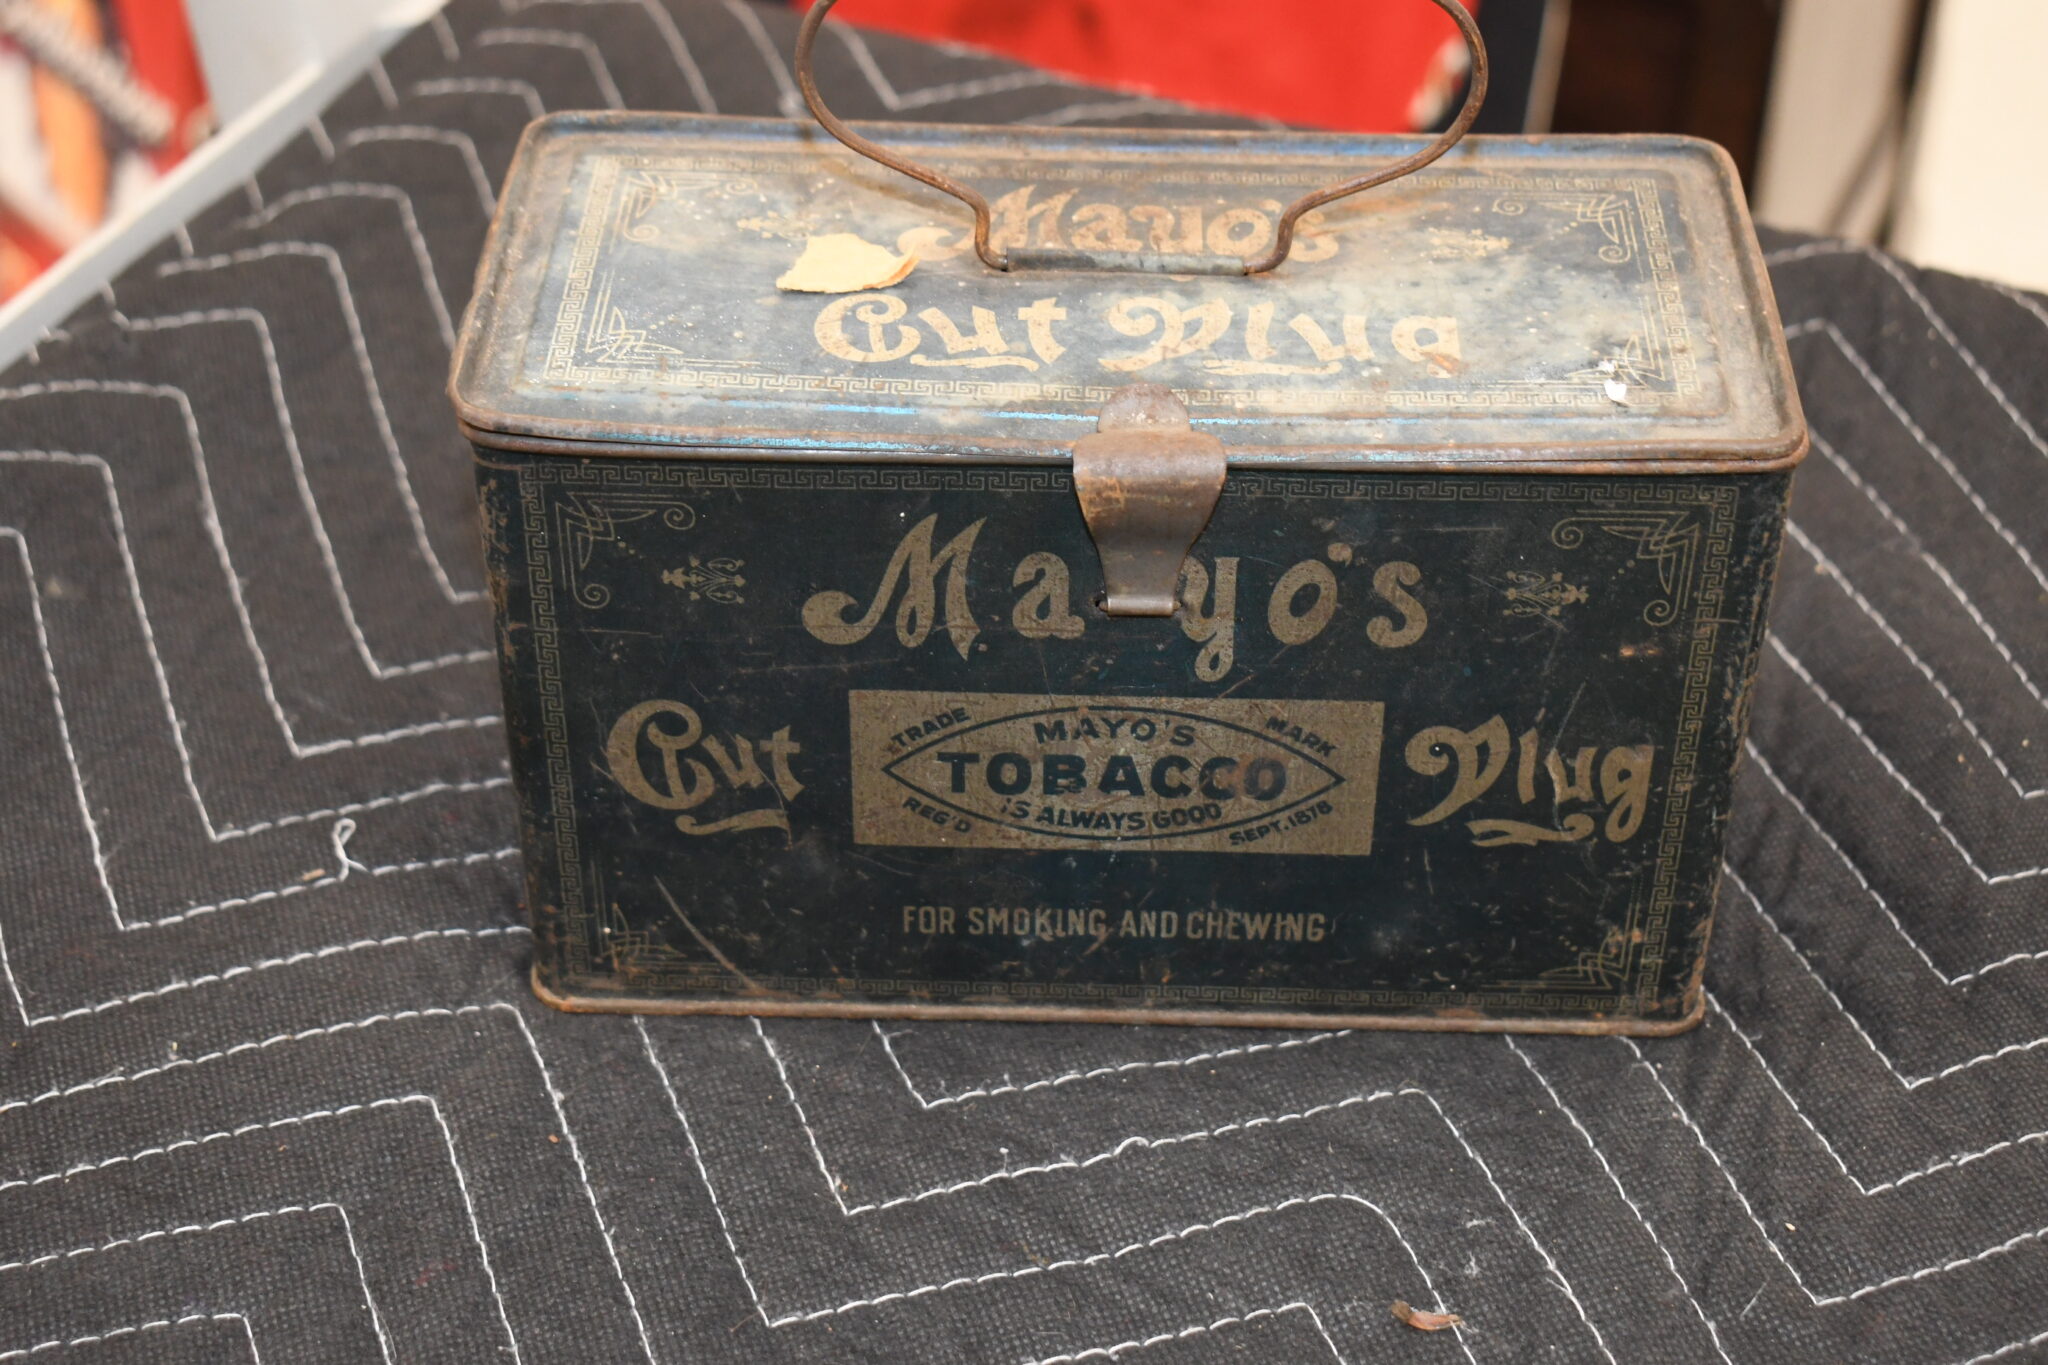 Mayo's
Cut Plug
Mayo's
Cut Plug
TRADE MARK
MAYO'S
TOBACCO
IS ALWAYS GOOD
REG'D SEPT. 1878
FOR SMOKING AND CHEWING